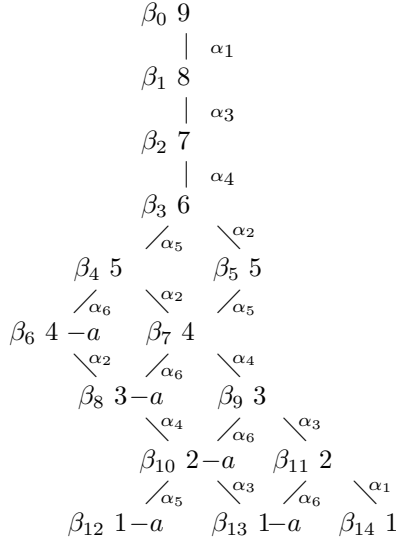 β₀ 9
α₁
β₁ 8
α₃
β₂ 7
α₄
β₃ 6
α₅ α₂
β₄ 5 β₅ 5
α₆ α₂ α₅
β₆ 4 −a β₇ 4
α₂ α₆ α₄
β₈ 3−a β₉ 3
α₄ α₆ α₃
β₁₀ 2−a β₁₁ 2
α₅ α₃ α₆ α₁
β₁₂ 1−a β₁₃ 1−a β₁₄ 1